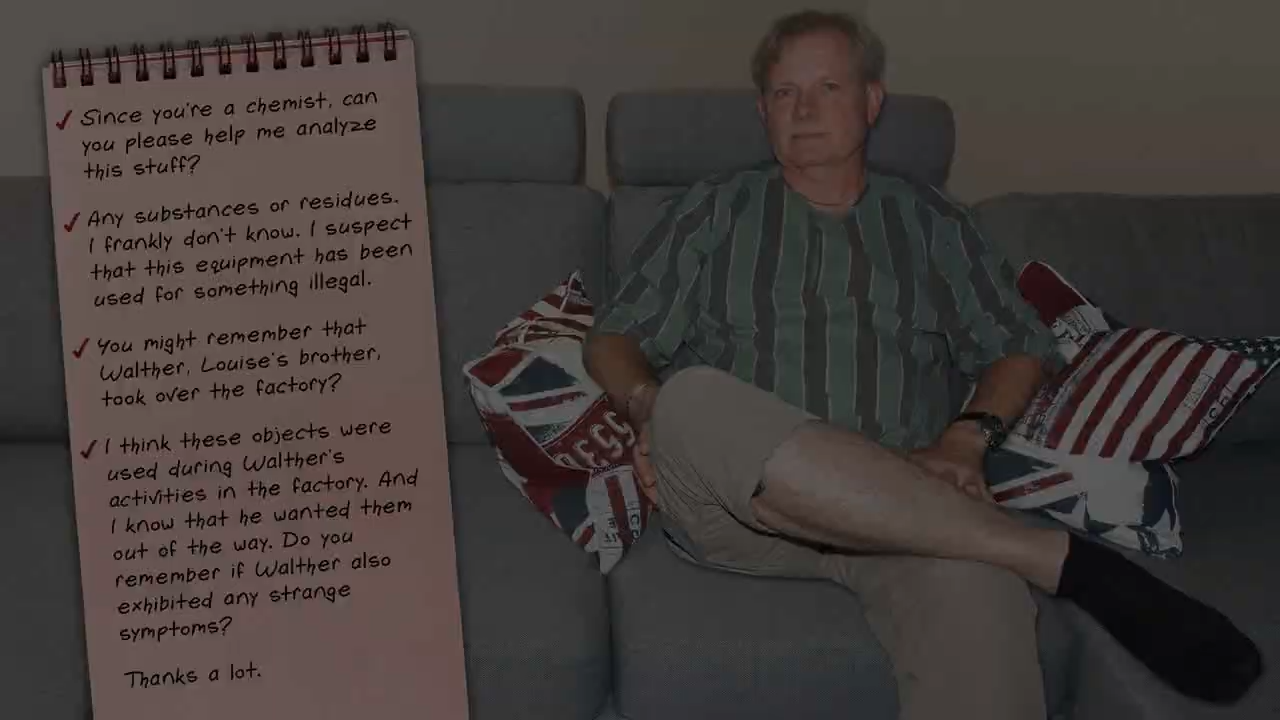 Since you're a chemist, can
you please help me analyze
this stuff?
Any substances or residues.
I frankly don't know. I suspect
that this equipment has been
used for something illegal.
You might remember that
Walther, Louise's brother,
took over the factory?
I think these objects were
used during Walther's
activities in the factory. And
I know that he wanted them
out of the way. Do you
remember if Walther also
exhibited any strange
symptoms?
Thanks a lot.